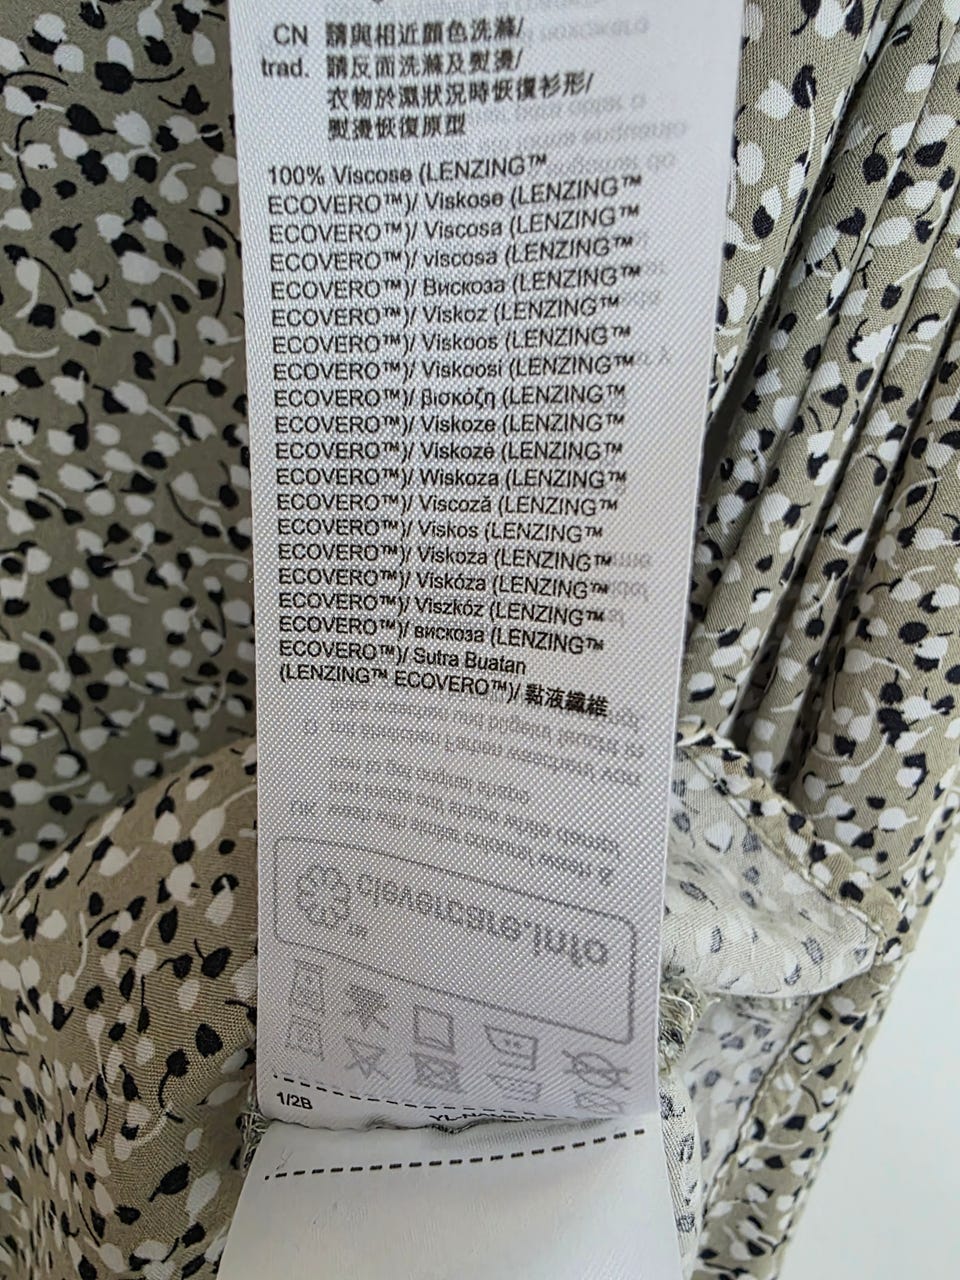 CN 請與相近顏色洗滌/
trad. 請反面洗滌及熨燙/
衣物於濕狀況時恢復衫形/
熨燙恢復原型
100% Viscose (LENZING™
ECOVERO™)/ Viskose (LENZING™
ECOVERO™)/ Viscosa (LENZING™
ECOVERO™)/ viscosa (LENZING™
ECOVERO™)/ Вискоза (LENZING™
ECOVERO™)/ Viskoz (LENZING™
ECOVERO™)/ Viskoos (LENZING™
ECOVERO™)/ Viskoosi (LENZING™
ECOVERO™)/ βισκόζη (LENZING™
ECOVERO™)/ Viskoze (LENZING™
ECOVERO™)/ Viskozé (LENZING™
ECOVERO™)/ Wiskoza (LENZING™
ECOVERO™)/ Viscoză (LENZING™
ECOVERO™)/ Viskos (LENZING™
ECOVERO™)/ Viskoza (LENZING™
ECOVERO™)/ Viskóza (LENZING™
ECOVERO™)/ Viszkóz (LENZING™
ECOVERO™)/ вискоза (LENZING™
ECOVERO™)/ Sutra Buatan
(LENZING™ ECOVERO™)/ 黏液纖維
clevercare.info
™
1/2B